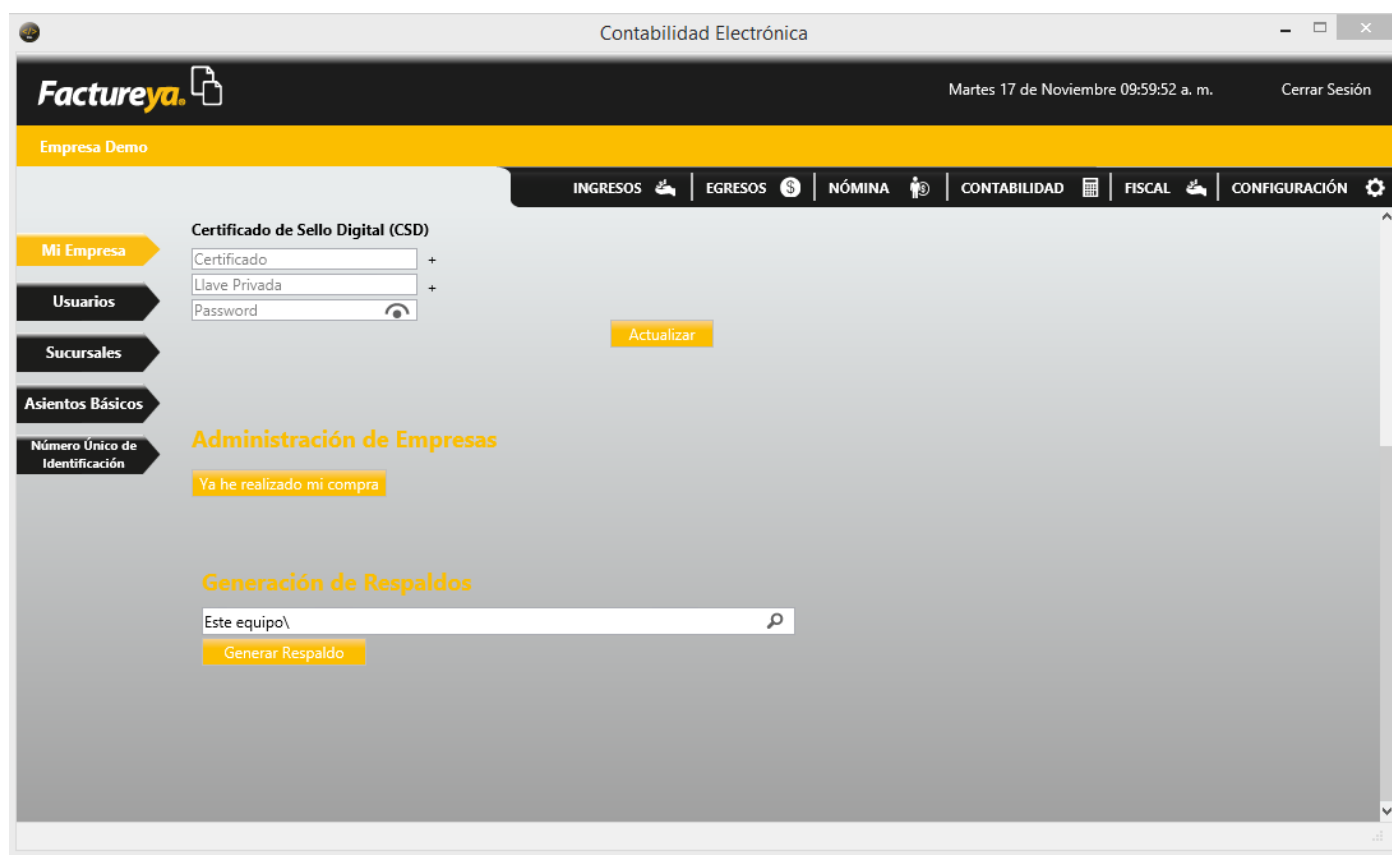 Contabilidad Electrónica
Factureya.
Martes 17 de Noviembre 09:59:52 a. m.
Cerrar Sesión
Empresa Demo
INGRESOS
EGRESOS
NÓMINA
CONTABILIDAD
FISCAL
CONFIGURACIÓN
Mi Empresa
Usuarios
Sucursales
Asientos Básicos
Número Único de
Identificación
Certificado de Sello Digital (CSD)
Certificado +
Llave Privada +
Password
Actualizar
Administración de Empresas
Ya he realizado mi compra
Generación de Respaldos
Este equipo\
Generar Respaldo